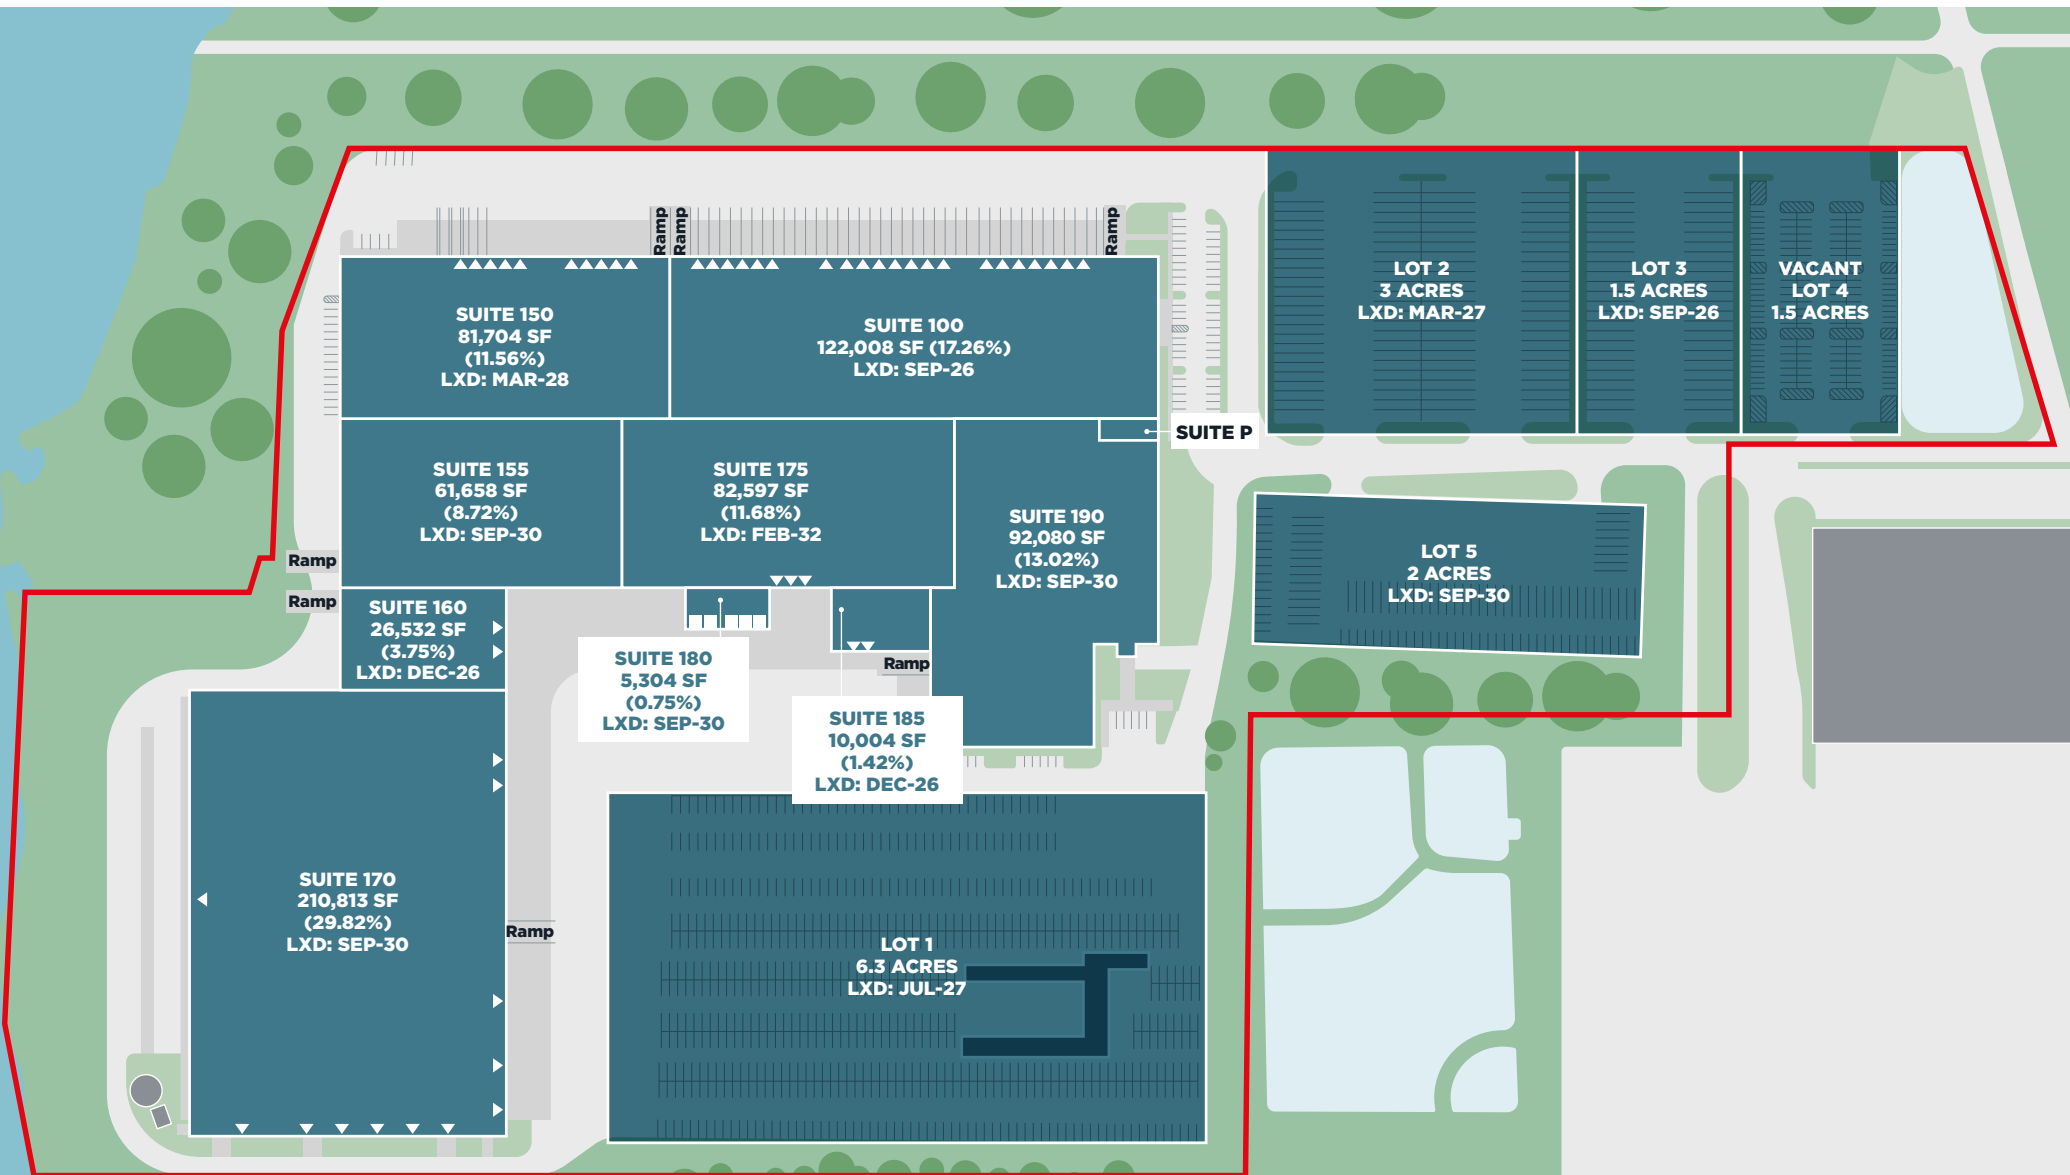 Ramp
Ramp
Ramp
SUITE 150
81,704 SF
(11.56%)
LXD: MAR-28
SUITE 100
122,008 SF (17.26%)
LXD: SEP-26
LOT 2
3 ACRES
LXD: MAR-27
LOT 3
1.5 ACRES
LXD: SEP-26
VACANT
LOT 4
1.5 ACRES
SUITE P
SUITE 155
61,658 SF
(8.72%)
LXD: SEP-30
SUITE 175
82,597 SF
(11.68%)
LXD: FEB-32
SUITE 190
92,080 SF
(13.02%)
LXD: SEP-30
LOT 5
2 ACRES
LXD: SEP-30
Ramp
Ramp
SUITE 160
26,532 SF
(3.75%)
LXD: DEC-26
SUITE 180
5,304 SF
(0.75%)
LXD: SEP-30
Ramp
SUITE 185
10,004 SF
(1.42%)
LXD: DEC-26
SUITE 170
210,813 SF
(29.82%)
LXD: SEP-30
Ramp
LOT 1
6.3 ACRES
LXD: JUL-27